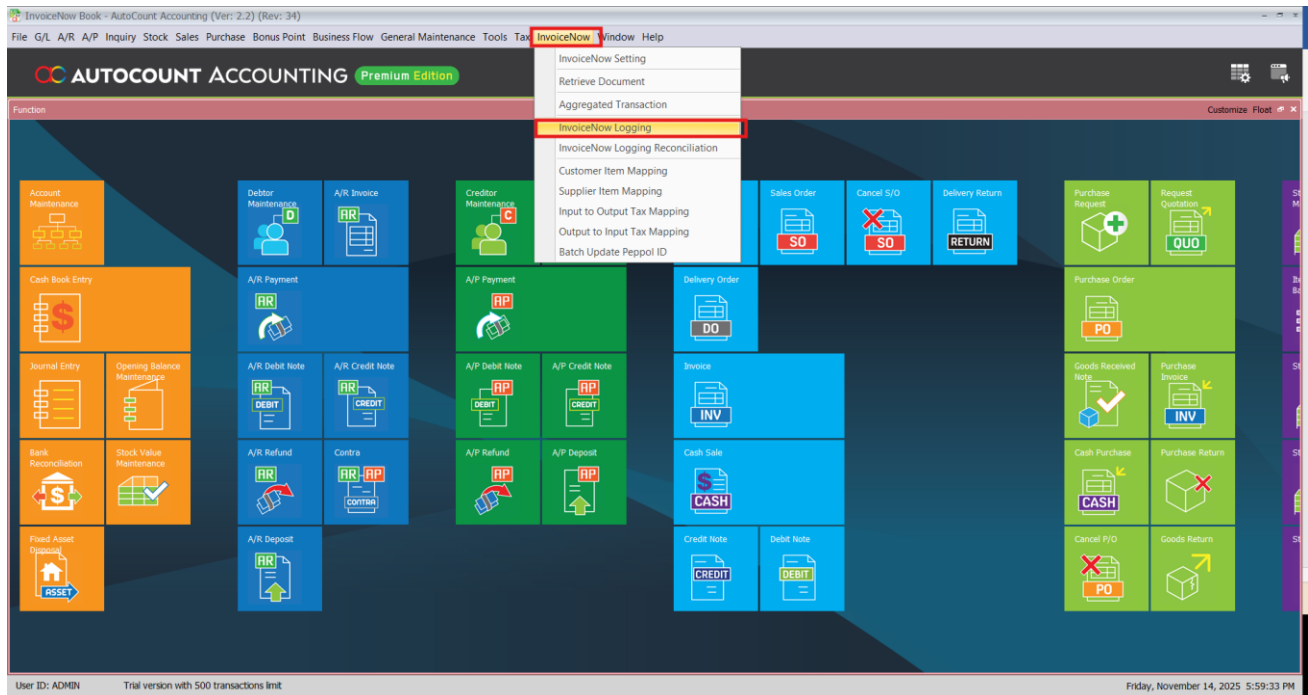 InvoiceNow Book - AutoCount Accounting (Ver: 2.2) (Rev: 34)
File G/L A/R A/P Inquiry Stock Sales Purchase Bonus Point Business Flow General Maintenance Tools Tax InvoiceNow Window Help
AUTOCOUNT ACCOUNTING Premium Edition
InvoiceNow Setting
Retrieve Document
Aggregated Transaction
InvoiceNow Logging
InvoiceNow Logging Reconciliation
Customer Item Mapping
Supplier Item Mapping
Input to Output Tax Mapping
Output to Input Tax Mapping
Batch Update Peppol ID
Function
Customize Float
Account
Maintenance
Debtor
Maintenance
D
A/R Invoice
AR
Creditor
Maintenance
C
Sales Order
SO
Cancel S/O
SO
Delivery Return
RETURN
Purchase
Request
Request
Quotation
QUO
St
M
Cash Book Entry
A/R Payment
AR
A/P Payment
AP
Delivery Order
DO
Purchase Order
PO
Journal Entry
Opening Balance
Maintenance
A/R Debit Note
AR
DEBIT
A/R Credit Note
AR
CREDIT
A/P Debit Note
AP
DEBIT
A/P Credit Note
AP
CREDIT
Invoice
INV
Goods Received
Note
Purchase
Invoice
INV
St
Bank
Reconciliation
Stock Value
Maintenance
A/R Refund
AR
Contra
AR AP
CONTRA
A/P Refund
AP
A/P Deposit
AP
Cash Sale
CASH
Cash Purchase
CASH
Purchase Return
St
Fixed Asset
Disposal
ASSET
A/R Deposit
AR
Credit Note
CREDIT
Debit Note
DEBIT
Cancel P/O
PO
Goods Return
St
User ID: ADMIN Trial version with 500 transactions limit Friday, November 14, 2025 5:59:33 PM